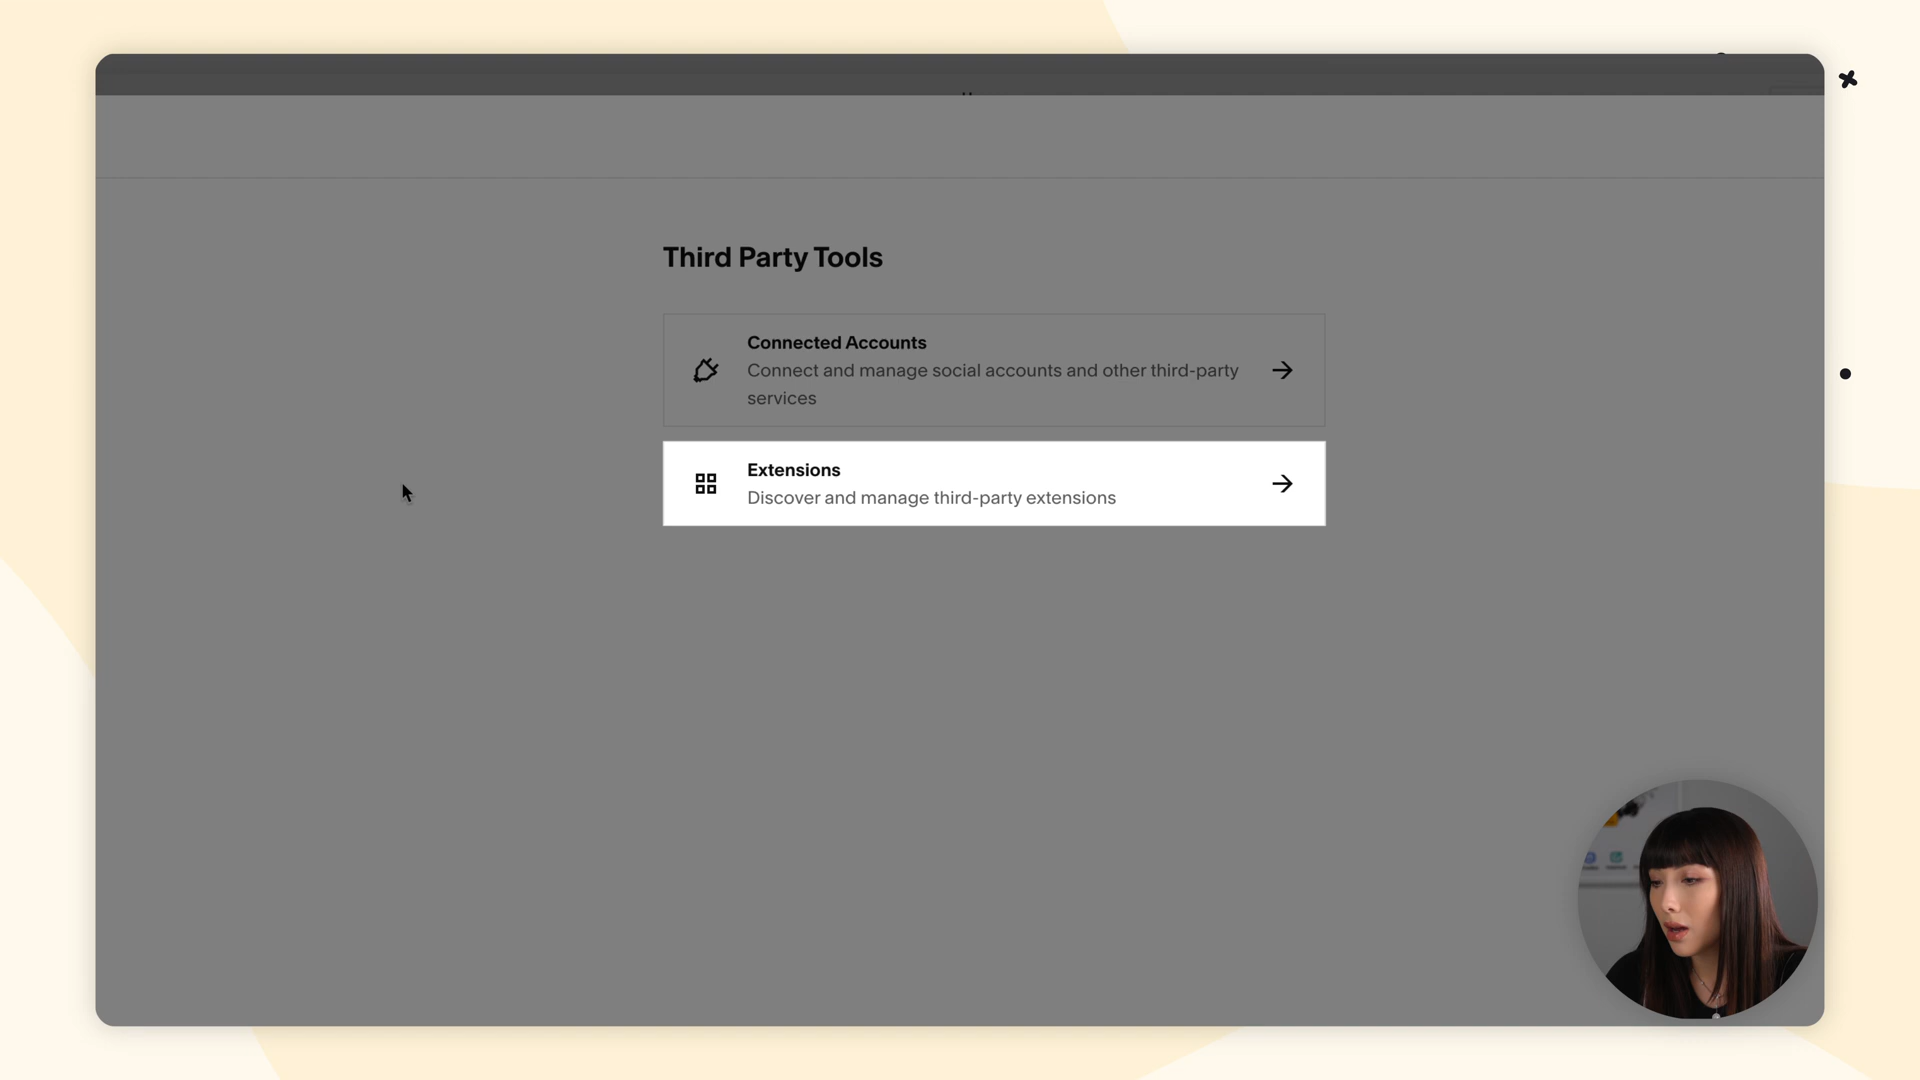 Third Party Tools
Connected Accounts
Connect and manage social accounts and other third-party
services
Extensions
Discover and manage third-party extensions